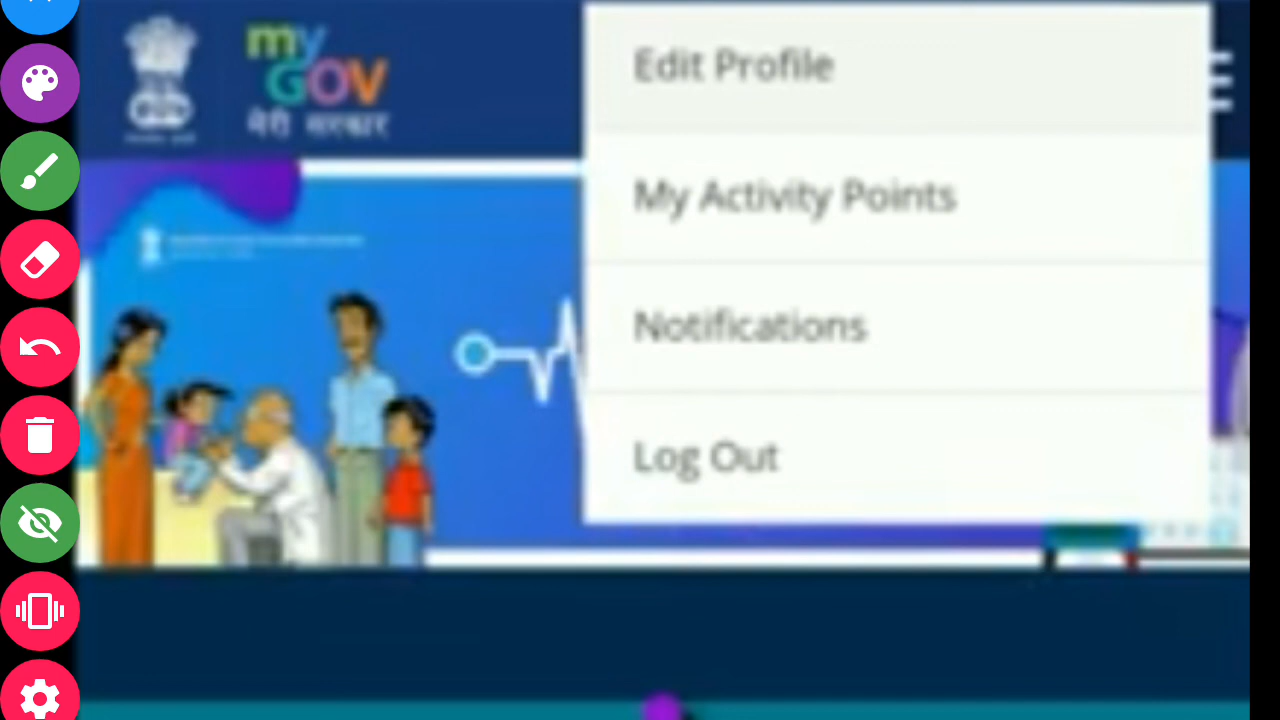 my
GOV
मेरी सरकार
Edit Profile
My Activity Points
Notifications
Log Out